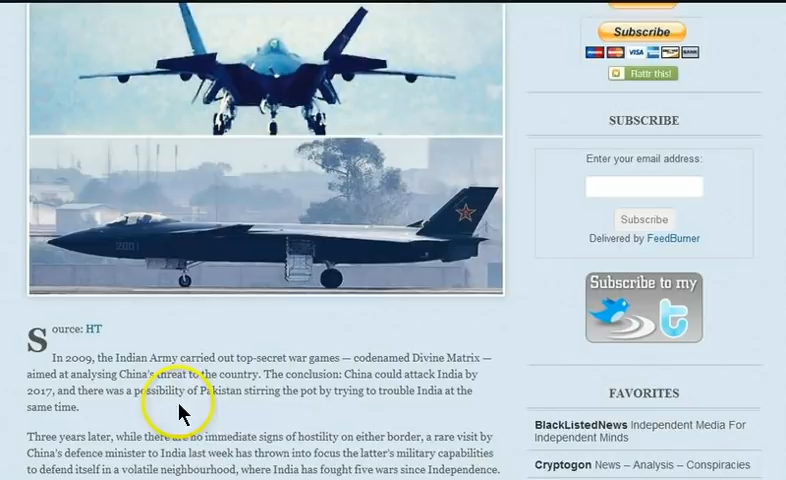 Subscribe
VISA
Flattr this!
SUBSCRIBE
Enter your email address:
Subscribe
Delivered by FeedBurner
Subscribe to my
t
FAVORITES
BlackListedNews Independent Media For
Independent Minds
Cryptogon News – Analysis – Conspiracies
2001
Source: HT
In 2009, the Indian Army carried out top-secret war games — codenamed Divine Matrix —
aimed at analysing China's threat to the country. The conclusion: China could attack India by
2017, and there was a possibility of Pakistan stirring the pot by trying to trouble India at the
same time.
Three years later, while there are no immediate signs of hostility on either border, a rare visit by
China's defence minister to India last week has thrown into focus the latter's military capabilities
to defend itself in a volatile neighbourhood, where India has fought five wars since Independence.